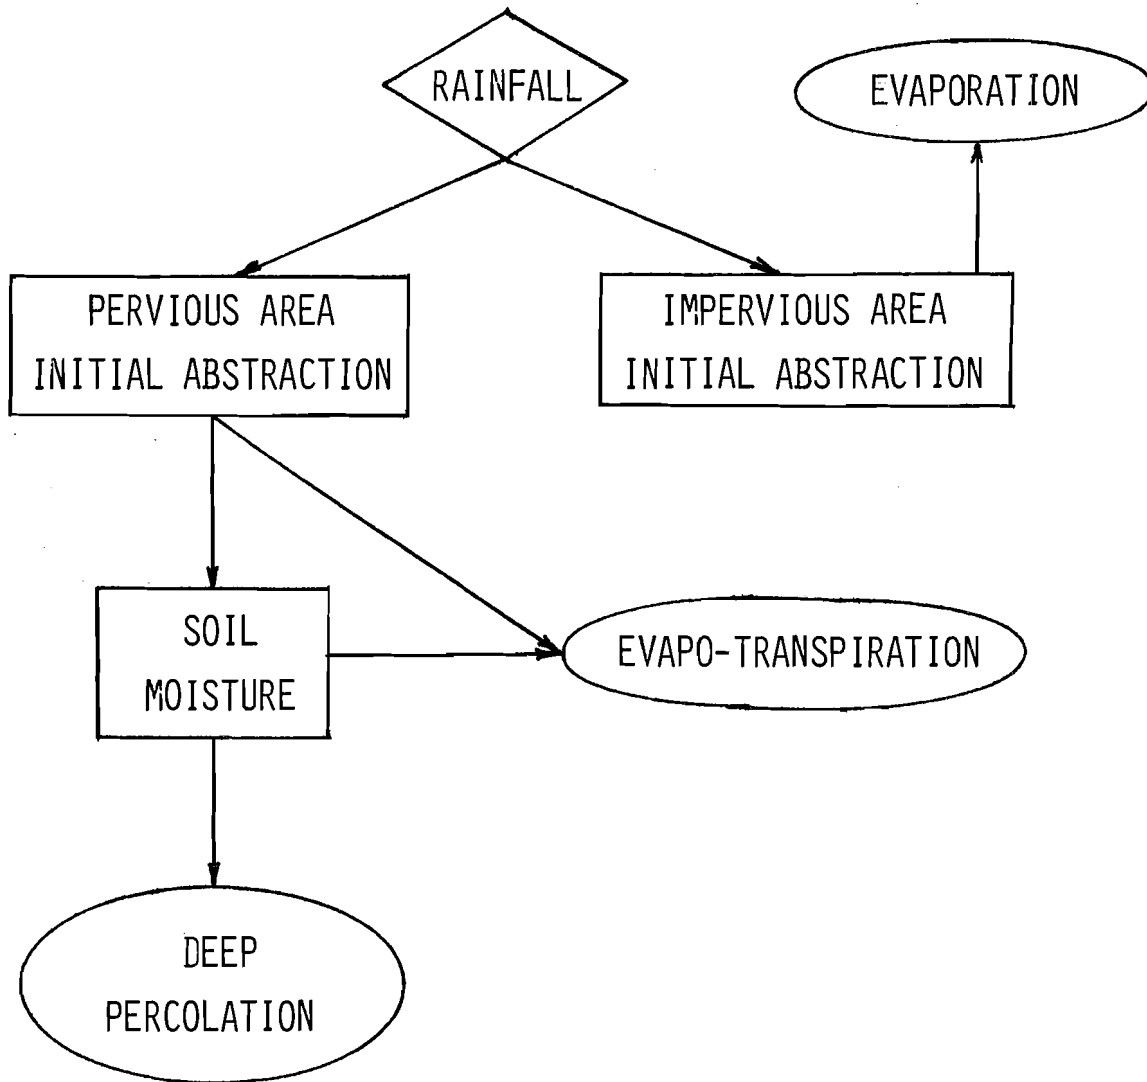 RAINFALL
EVAPORATION
PERVIOUS AREA
INITIAL ABSTRACTION
IMPERVIOUS AREA
INITIAL ABSTRACTION
SOIL
MOISTURE
EVAPO-TRANSPIRATION
DEEP
PERCOLATION